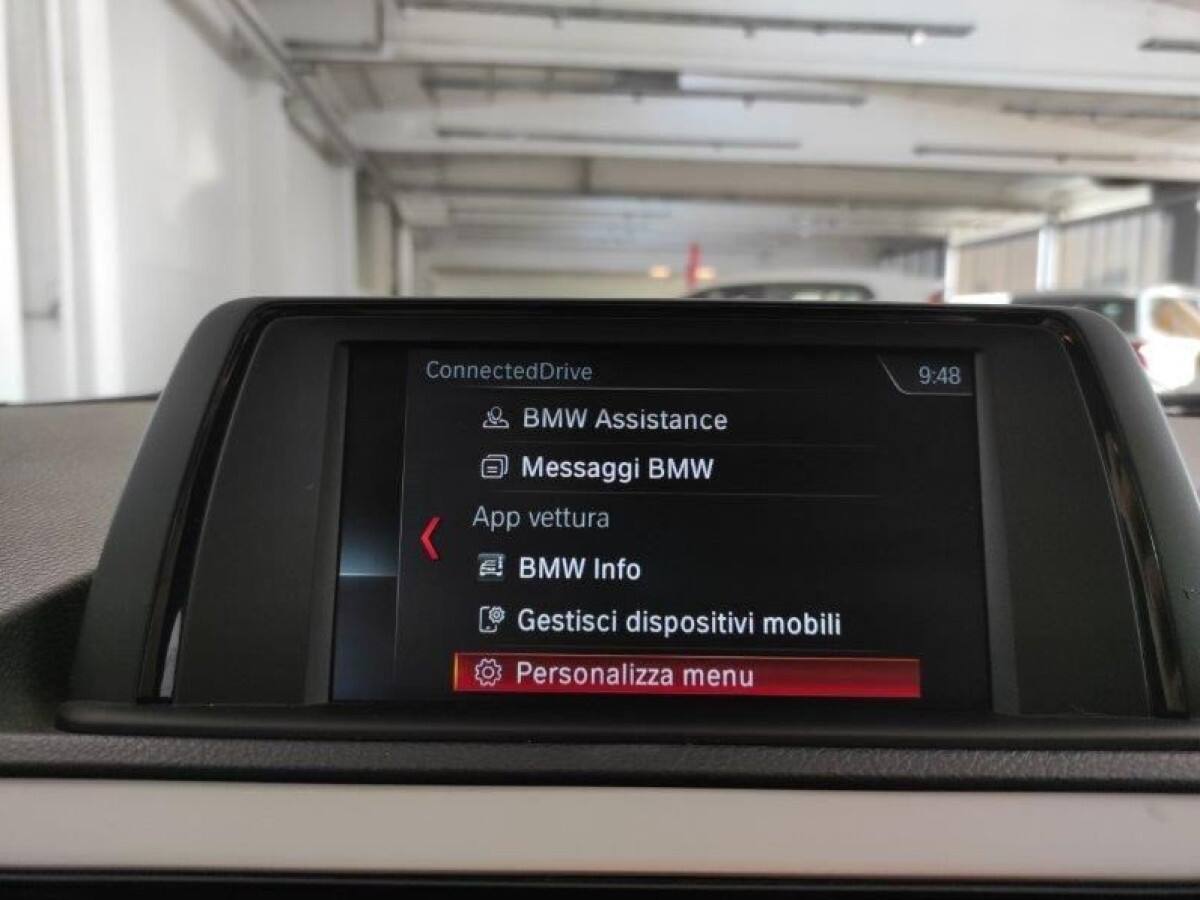 ConnectedDrive
9:48
BMW Assistance
Messaggi BMW
App vettura
BMW Info
Gestisci dispositivi mobili
Personalizza menu